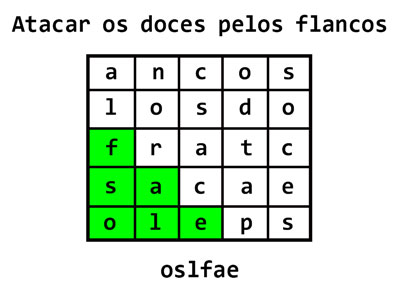 Atacar os doces pelos flancos
a n c o s
l o s d o
f r a t c
s a c a e
o l e p s
oslfae